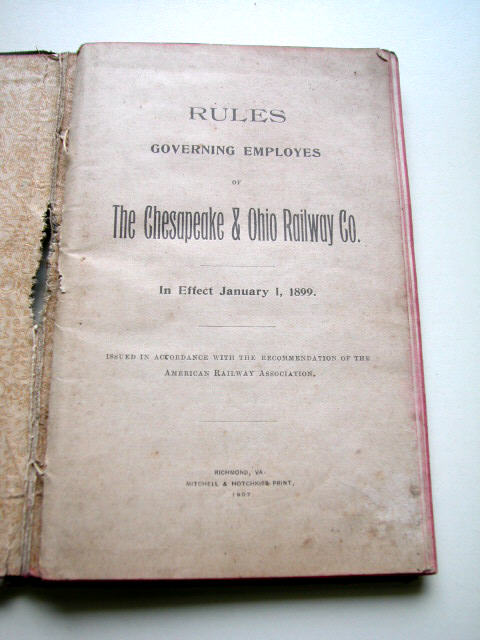 RULES
GOVERNING EMPLOYES
OF
The Chesapeake & Ohio Railway Co.
In Effect January 1, 1899.
ISSUED IN ACCORDANCE WITH THE RECOMMENDATION OF THE
AMERICAN RAILWAY ASSOCIATION.
RICHMOND, VA.
MITCHELL & HOTCHKISS PRINT,
1907